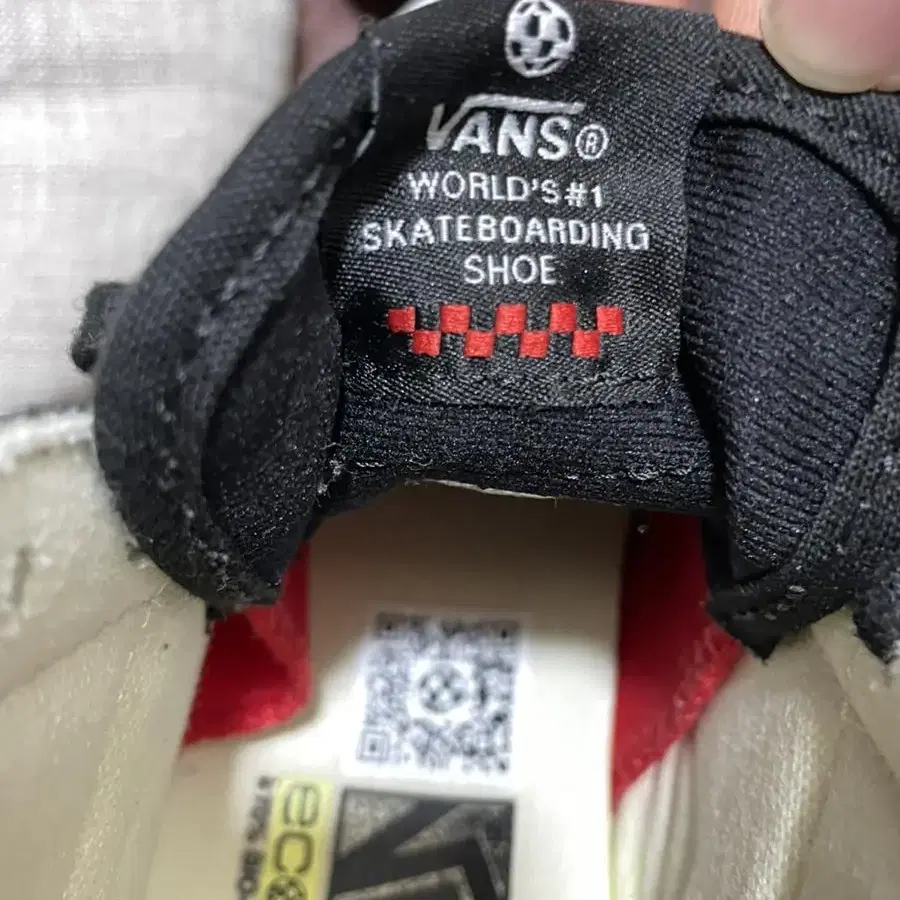 VANS®
WORLD'S #1
SKATEBOARDING
SHOE